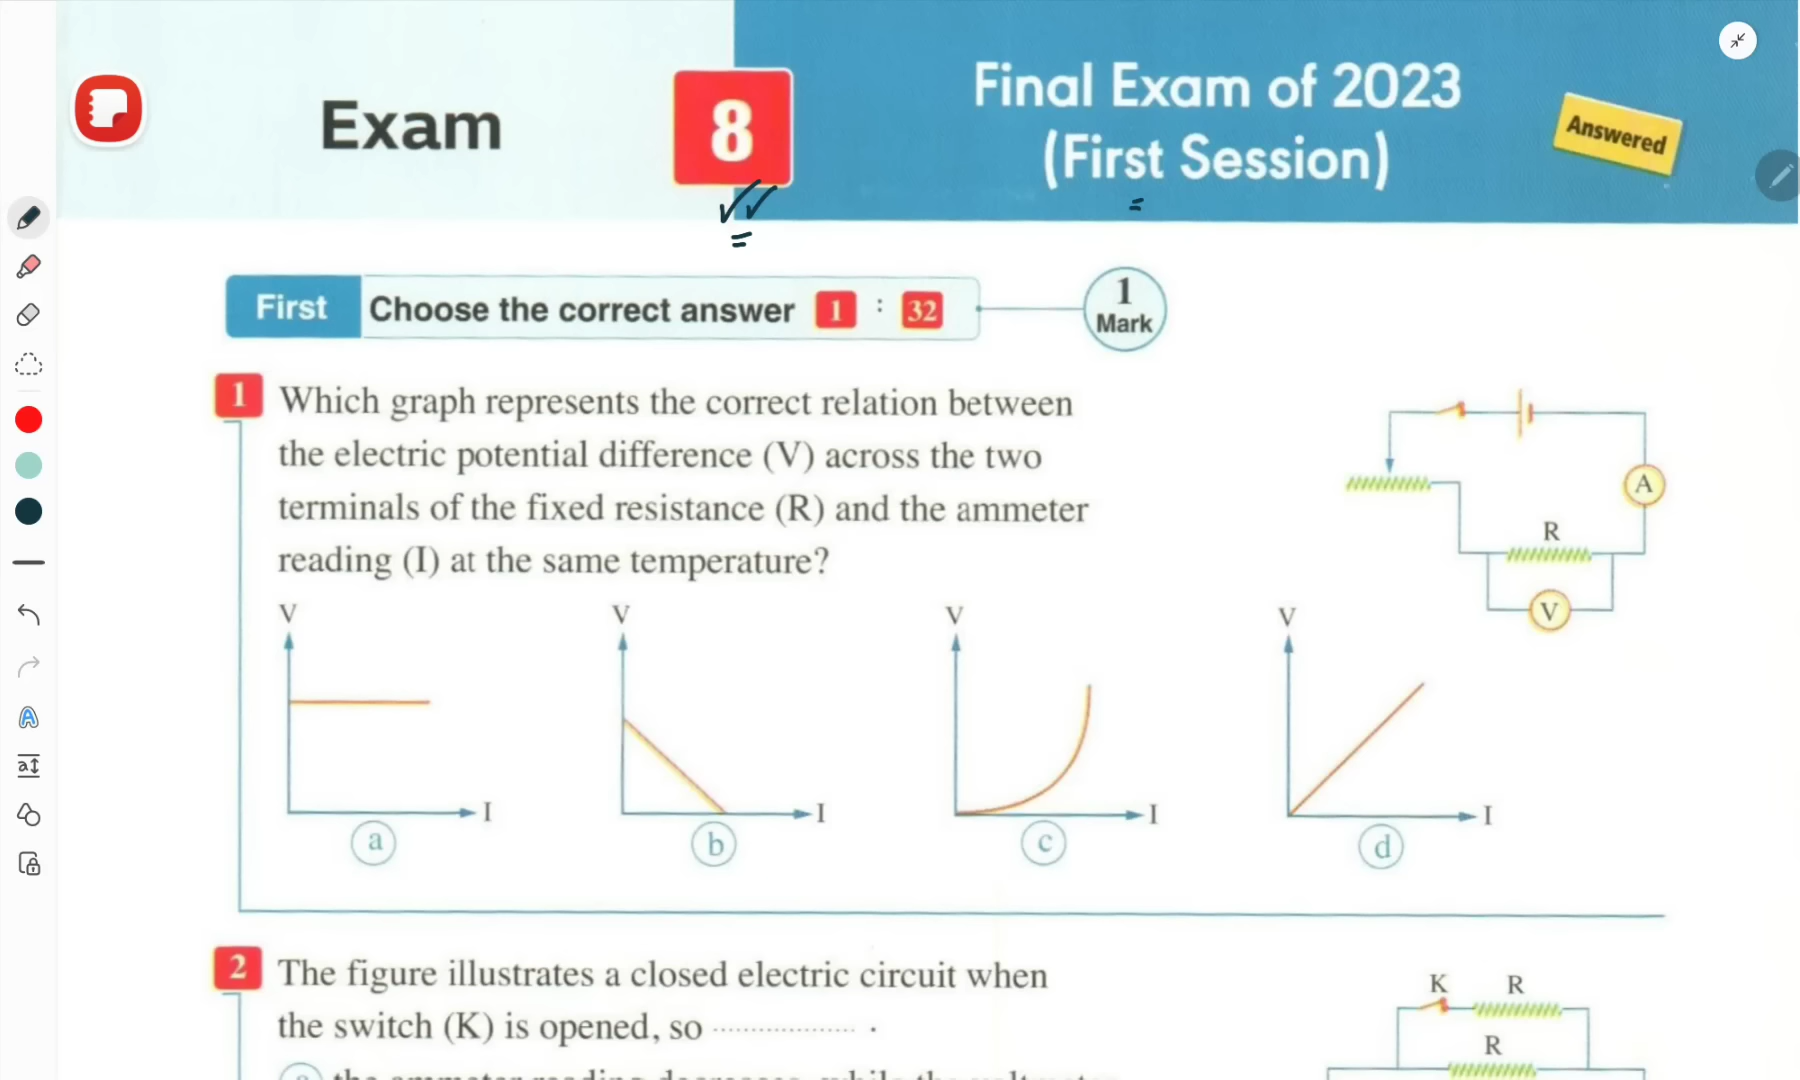 Exam
8
Final Exam of 2023
(First Session)
Answered
First
Choose the correct answer 1 : 32
1
Mark
1 Which graph represents the correct relation between
the electric potential difference (V) across the two
terminals of the fixed resistance (R) and the ammeter
reading (I) at the same temperature?
A
R
V
V
I
a
V
I
b
V
I
c
V
I
d
2 The figure illustrates a closed electric circuit when
the switch (K) is opened, so .................... .
K R
R